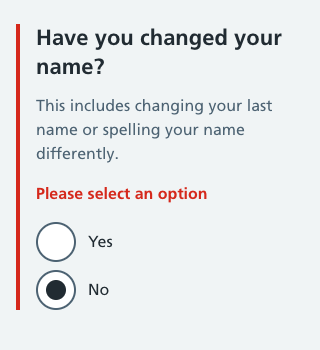 Have you changed your
name?
This includes changing your last
name or spelling your name
differently.
Please select an option
Yes
No